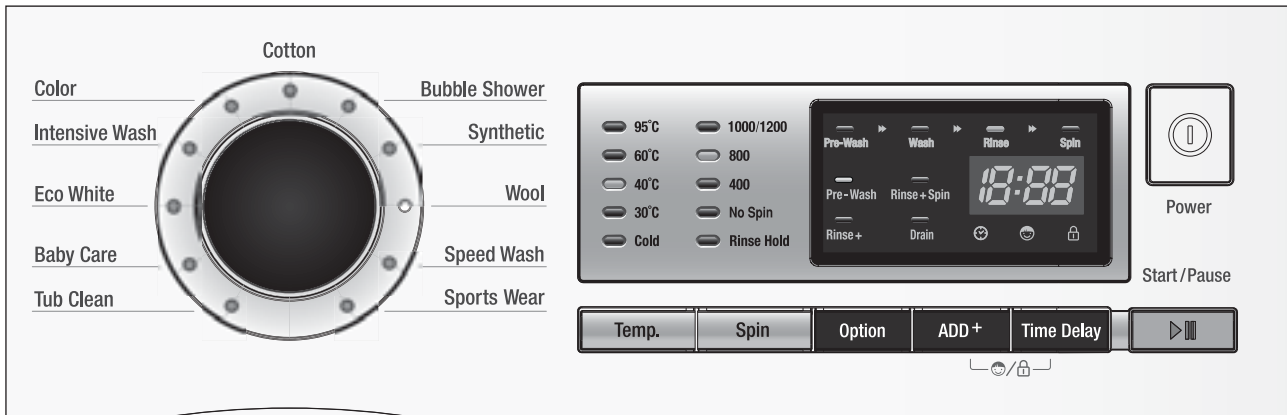 Cotton
Color
Bubble Shower
Intensive Wash
Synthetic
Eco White
Wool
Baby Care
Speed Wash
Tub Clean
Sports Wear
95°C
1000/1200
60°C
800
40°C
400
30°C
No Spin
Cold
Rinse Hold
Pre-Wash
Wash
Rinse
Spin
Pre-Wash
Rinse+Spin
18:88
Rinse+
Drain
Power
Start/Pause
Temp.
Spin
Option
ADD+
Time Delay
/